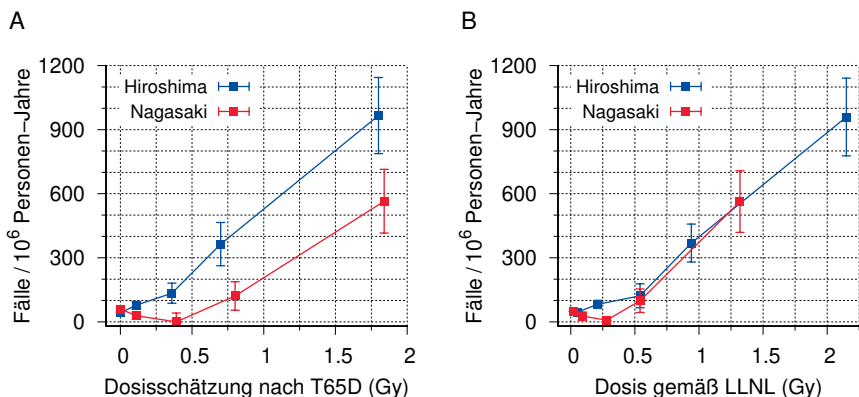 A
Fälle / 10⁶ Personen−Jahre
1200
900
600
300
0
Hiroshima
Nagasaki
0 0.5 1 1.5 2
Dosisschätzung nach T65D (Gy)
B
Fälle / 10⁶ Personen−Jahre
1200
900
600
300
0
Hiroshima
Nagasaki
0 0.5 1 1.5 2
Dosis gemäß LLNL (Gy)